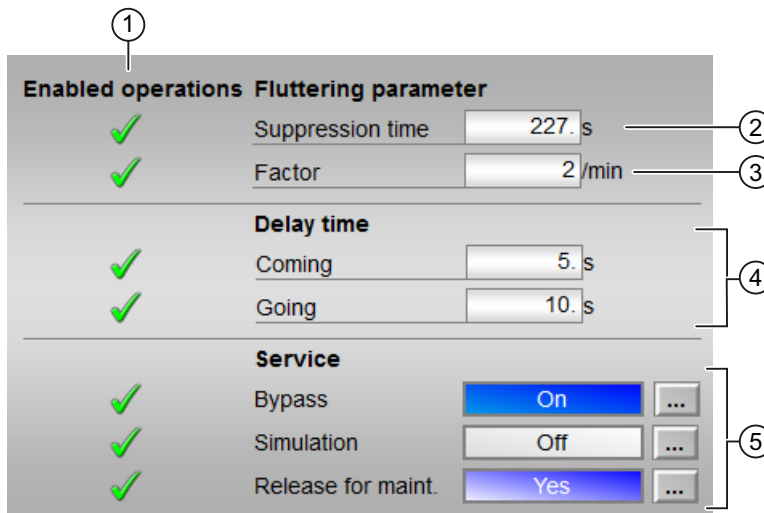 1
Enabled operations Fluttering parameter
Suppression time 227. s 2
Factor 2 /min 3
Delay time
Coming 5. s
4
Going 10. s
Service
Bypass On ...
Simulation Off ... 5
Release for maint. Yes ...